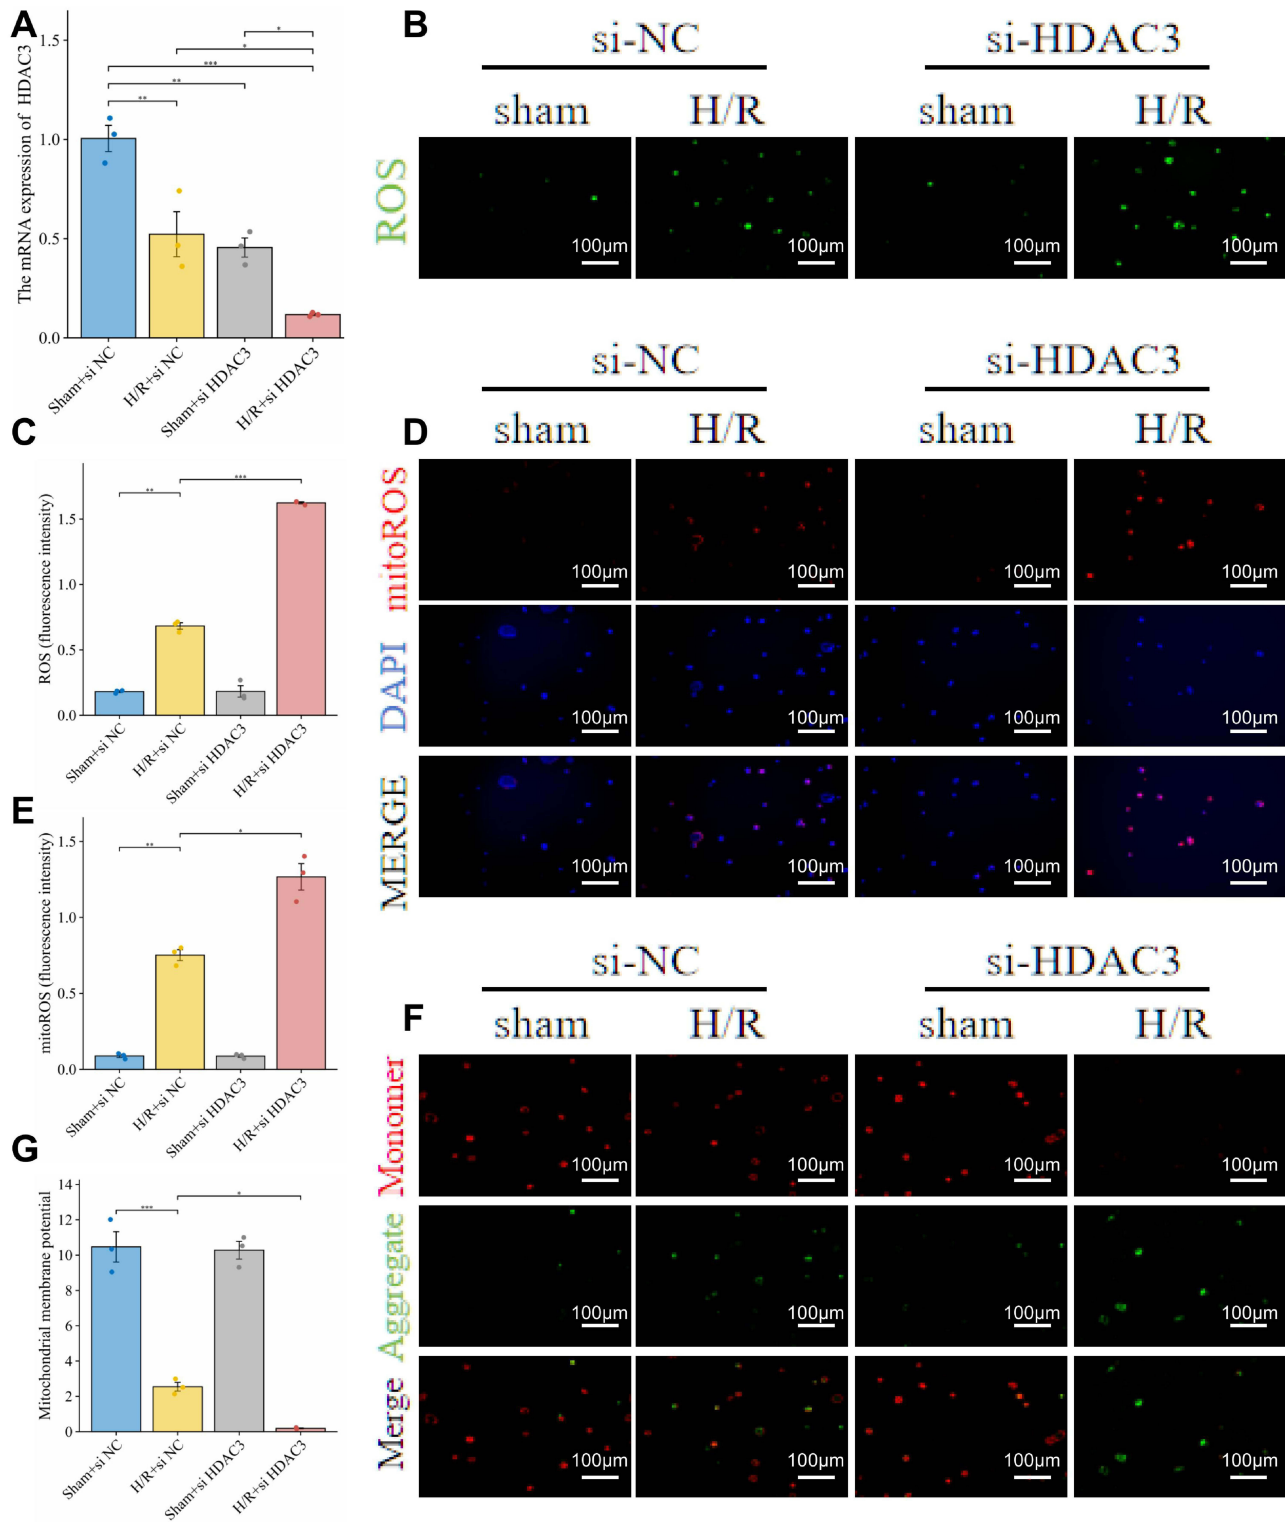 A
The mRNA expression of HDAC3
1.5
1.0
0.5
0.0
*
*
***
**
**
Sham+si NC
H/R+si NC
Sham+si HDAC3
H/R+si HDAC3
B
si-NC
si-HDAC3
sham
H/R
sham
H/R
ROS
100μm
100μm
100μm
100μm
C
ROS (fluorescence intensity)
1.5
1.0
0.5
0.0
**
***
Sham+si NC
H/R+si NC
Sham+si HDAC3
H/R+si HDAC3
D
si-NC
si-HDAC3
sham
H/R
sham
H/R
mitoROS
100μm
100μm
100μm
100μm
DAPI
100μm
100μm
100μm
100μm
MERGE
100μm
100μm
100μm
100μm
E
mitoROS (fluorescence intensity)
1.5
1.0
0.5
0.0
**
*
Sham+si NC
H/R+si NC
Sham+si HDAC3
H/R+si HDAC3
F
si-NC
si-HDAC3
sham
H/R
sham
H/R
Monomer
100μm
100μm
100μm
100μm
Aggregate
100μm
100μm
100μm
100μm
Merge
100μm
100μm
100μm
100μm
G
Mitochondrial membrane potential
14
12
10
8
6
4
2
0
***
*
Sham+si NC
H/R+si NC
Sham+si HDAC3
H/R+si HDAC3